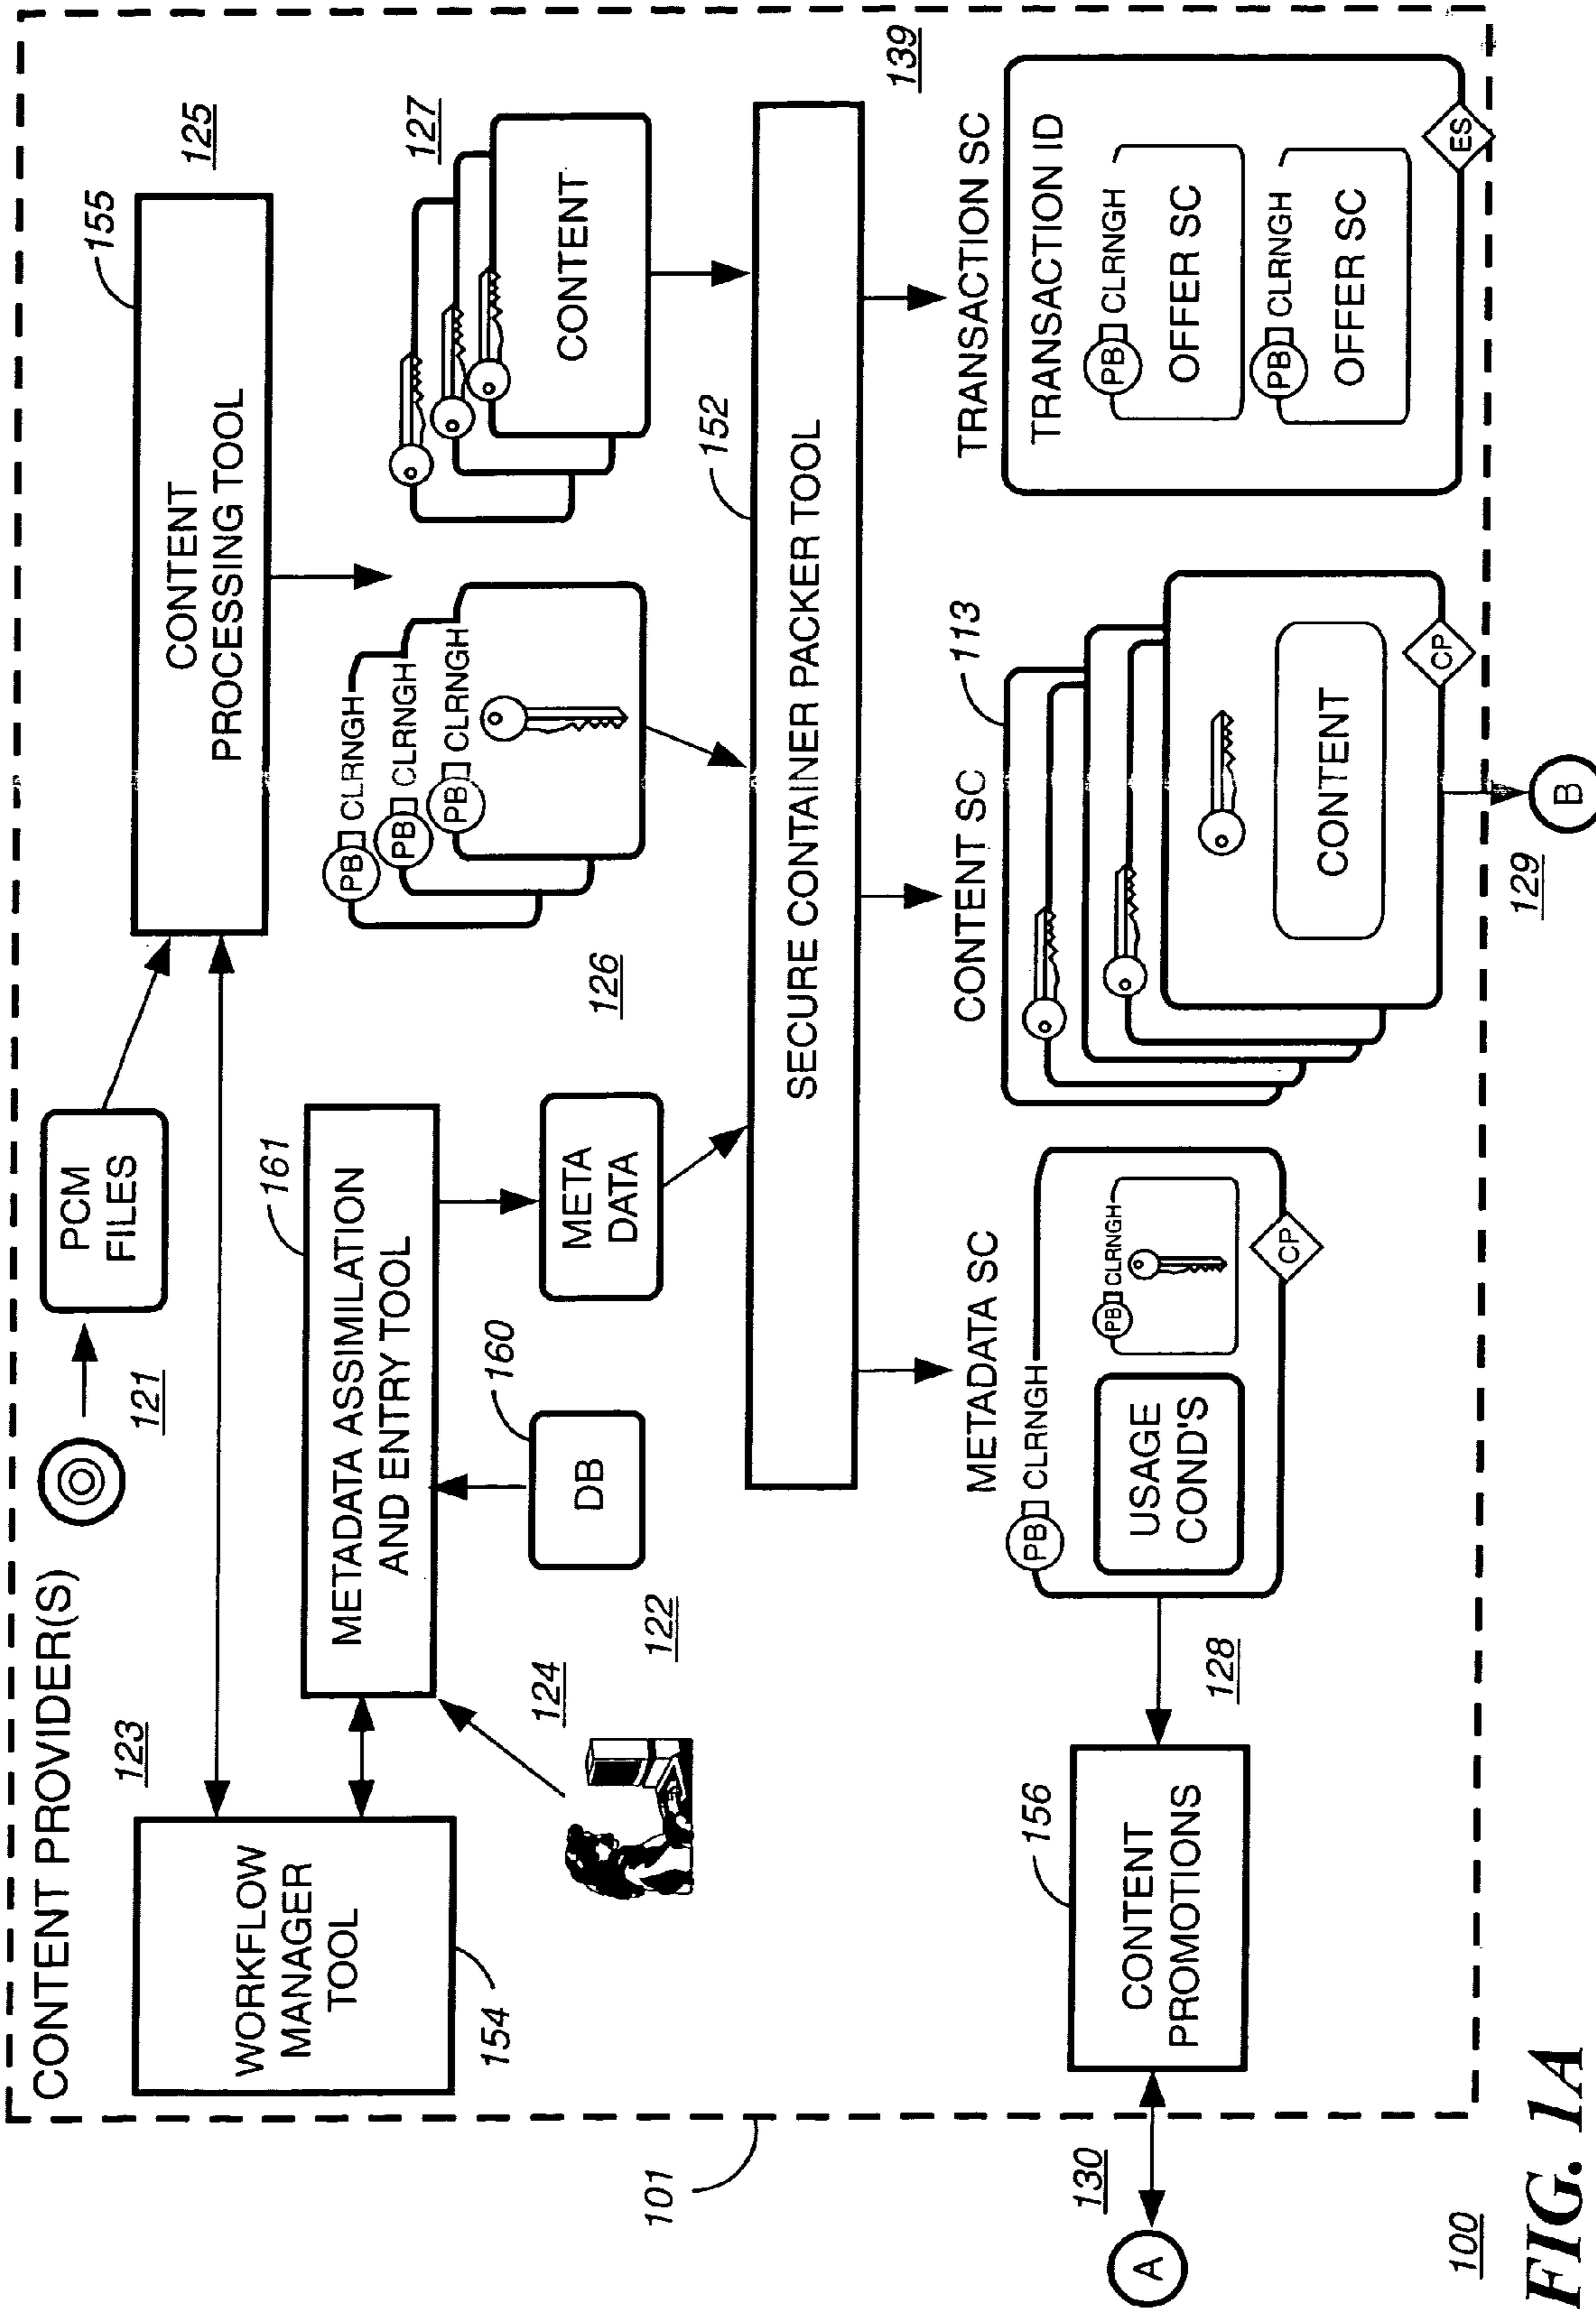 CONTENT PROVIDER(S)
121
PCM
FILES
123
WORKFLOW
MANAGER
TOOL
154
155
CONTENT
PROCESSING TOOL
125
161
METADATA ASSIMILATION
AND ENTRY TOOL
124
160
DB
122
META
DATA
126
PB CLRNGH
PB CLRNGH
PB CLRNGH
127
CONTENT
152
SECURE CONTAINER PACKER TOOL
139
METADATA SC
PB CLRNGH
USAGE
COND'S
PB CLRNGH
CP
128
156
CONTENT
PROMOTIONS
CONTENT SC
113
CONTENT
CP
129
B
TRANSACTION SC
TRANSACTION ID
PB CLRNGH
OFFER SC
PB CLRNGH
OFFER SC
ES
101
130
A
100
FIG. 1A